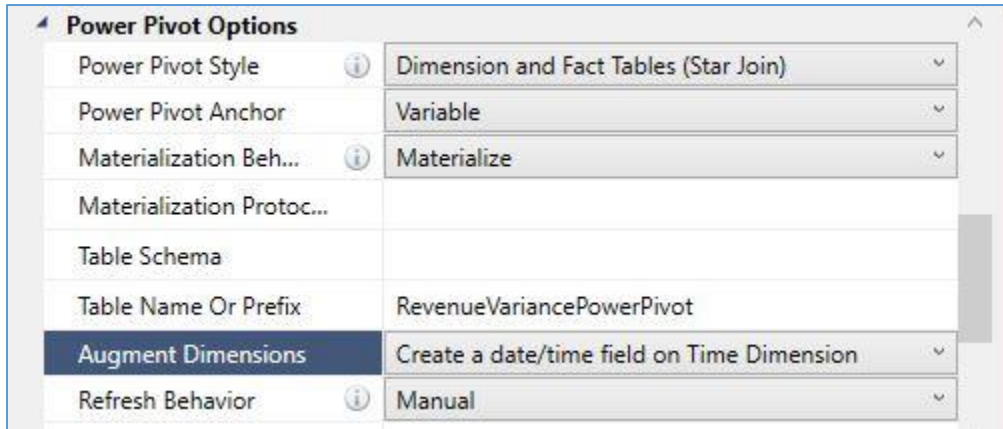 Power Pivot Options
Power Pivot Style Dimension and Fact Tables (Star Join)
Power Pivot Anchor Variable
Materialization Beh... Materialize
Materialization Protoc...
Table Schema
Table Name Or Prefix RevenueVariancePowerPivot
Augment Dimensions Create a date/time field on Time Dimension
Refresh Behavior Manual